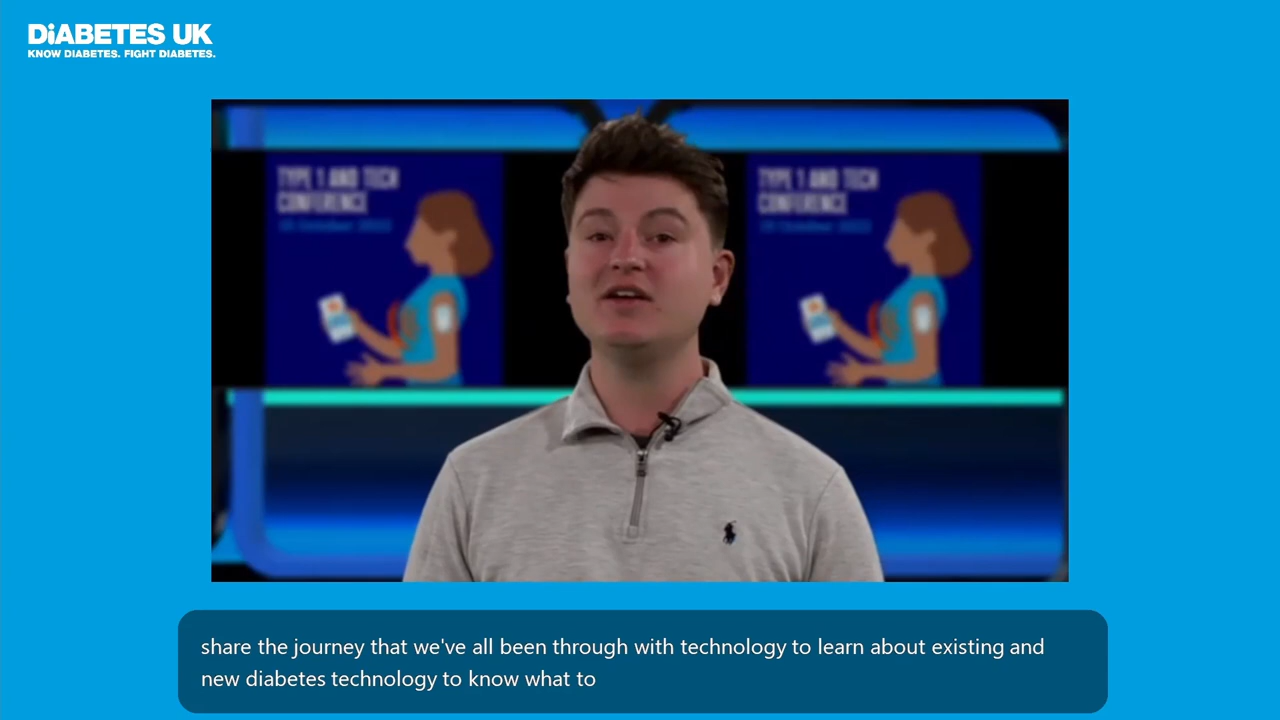 DiABETES UK
KNOW DIABETES. FIGHT DIABETES.
TYPE 1 AND TECH
CONFERENCE
TYPE 1 AND TECH
CONFERENCE
share the journey that we've all been through with technology to learn about existing and
new diabetes technology to know what to